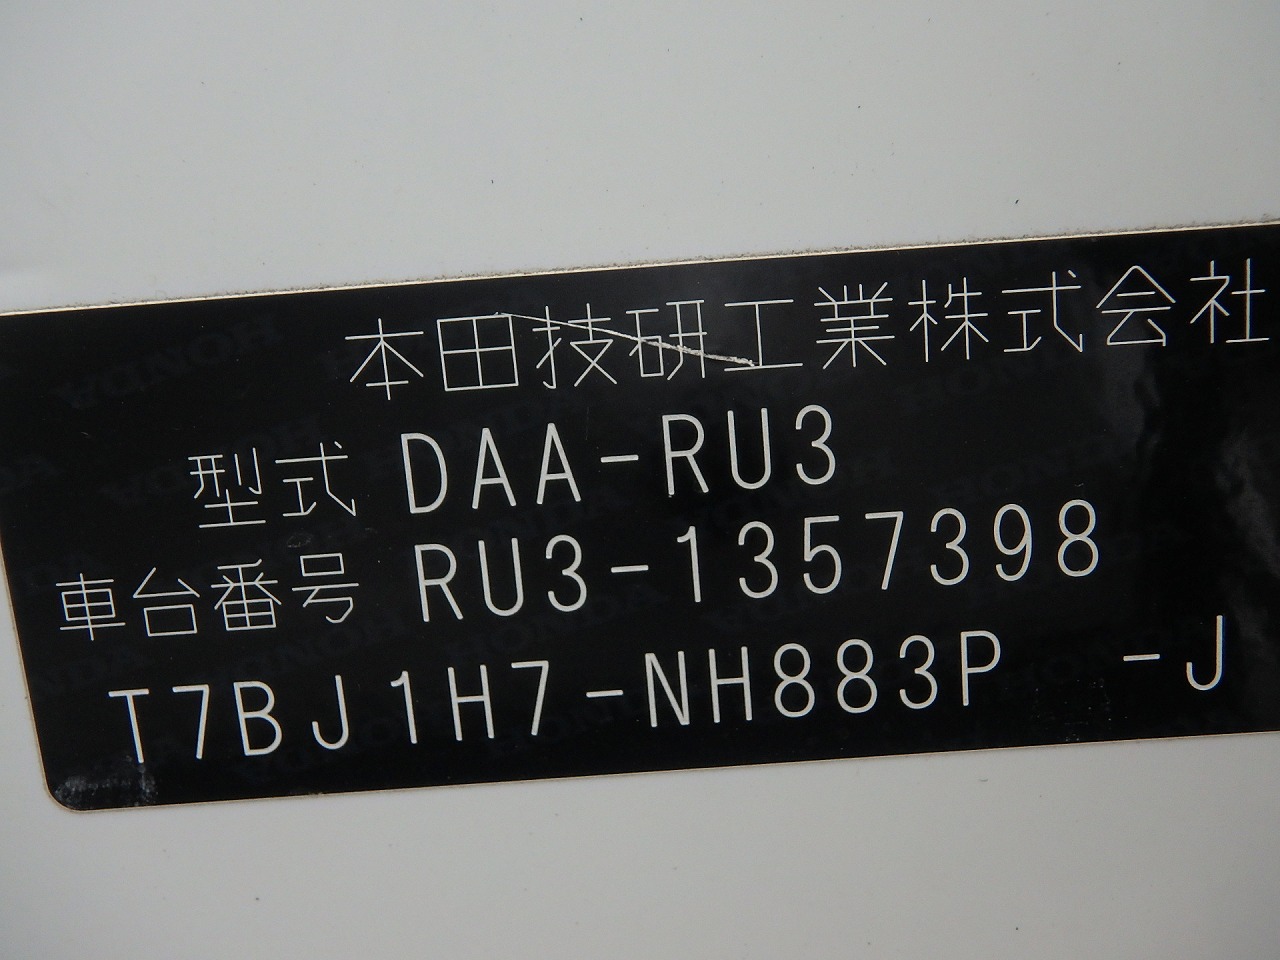 本田技研工業株式会社
型式 DAA-RU3
車台番号 RU3-1357398
T7BJ1H7-NH883P -J